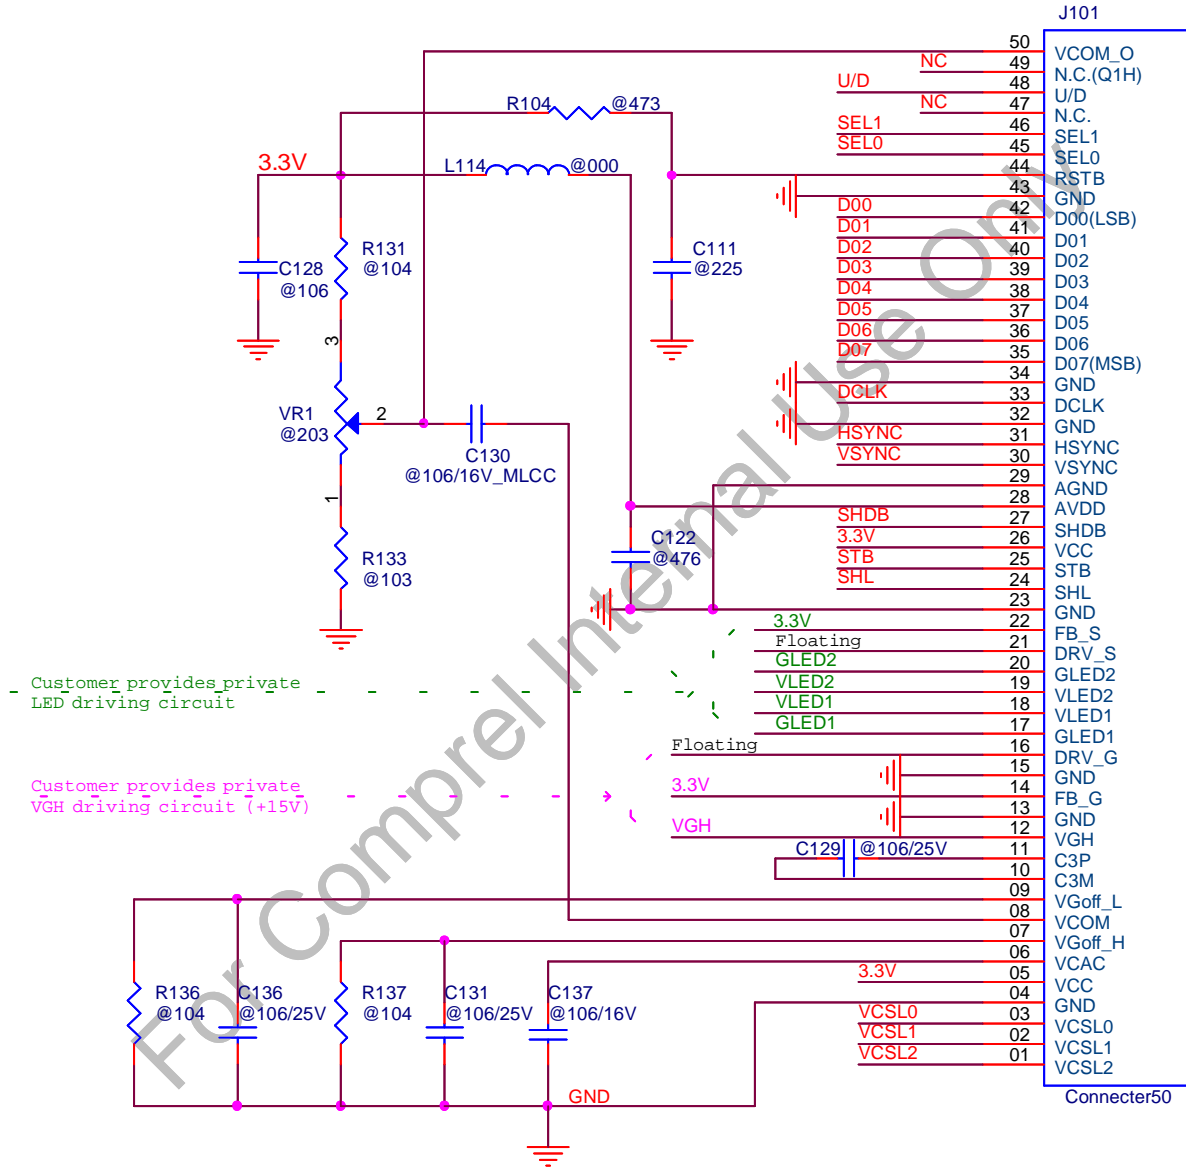 J101
50 VCOM_O
NC 49 N.C.(Q1H)
U/D 48 U/D
NC 47 N.C.
SEL1 46 SEL1
SEL0 45 SEL0
44 RSTB
43 GND
D00 42 D00(LSB)
D01 41 D01
D02 40 D02
D03 39 D03
D04 38 D04
D05 37 D05
D06 36 D06
D07 35 D07(MSB)
34 GND
DCLK 33 DCLK
32 GND
HSYNC 31 HSYNC
VSYNC 30 VSYNC
29 AGND
28 AVDD
SHDB 27 SHDB
3.3V 26 VCC
STB 25 STB
SHL 24 SHL
23 GND
3.3V 22 FB_S
Floating 21 DRV_S
GLED2 20 GLED2
VLED2 19 VLED2
VLED1 18 VLED1
GLED1 17 GLED1
Floating 16 DRV_G
15 GND
3.3V 14 FB_G
13 GND
VGH 12 VGH
11 C3P
10 C3M
09 VGoff_L
08 VCOM
07 VGoff_H
06 VCAC
3.3V 05 VCC
04 GND
VCSL0 03 VCSL0
VCSL1 02 VCSL1
VCSL2 01 VCSL2
Connecter50
R104 @473
3.3V
L114 @000
R131
@104
C128
@106
C111
@225
3
VR1
@203
2
C130
@106/16V_MLCC
1
R133
@103
C122
@476
Customer provides private
LED driving circuit
Customer provides private
VGH driving circuit (+15V)
C129 @106/25V
R136
@104
C136
@106/25V
R137
@104
C131
@106/25V
C137
@106/16V
GND
For Comprel Internal Use Only